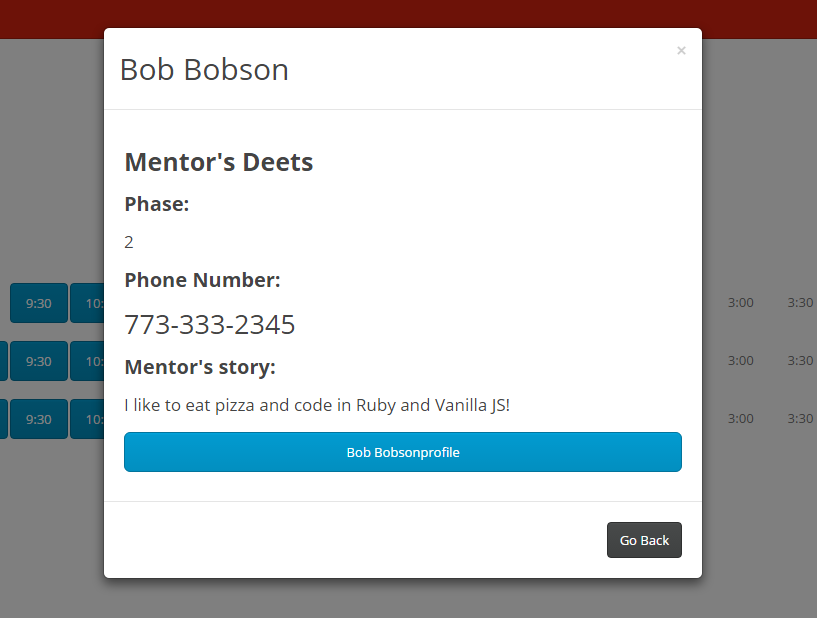 Bob Bobson
×
Mentor's Deets
Phase:
2
Phone Number:
773-333-2345
Mentor's story:
I like to eat pizza and code in Ruby and Vanilla JS!
Bob Bobsonprofile
Go Back
9:30 10: 3:00 3:30
9:30 10: 3:00 3:30
9:30 10: 3:00 3:30